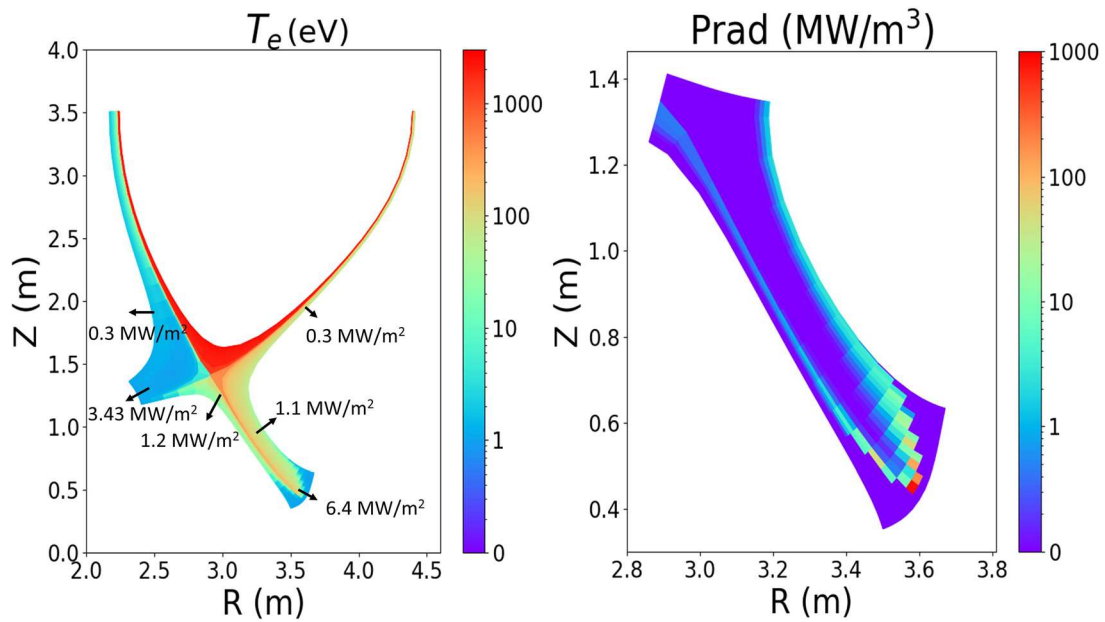 Te (eV)
4.0
3.5
3.0
2.5
2.0
1.5
1.0
0.5
0.0
Z (m)
2.0 2.5 3.0 3.5 4.0 4.5
R (m)
0.3 MW/m²
0.3 MW/m²
3.43 MW/m²
1.1 MW/m²
1.2 MW/m²
6.4 MW/m²
1000
100
10
1
0
Prad (MW/m³)
1.4
1.2
1.0
0.8
0.6
0.4
Z (m)
2.8 3.0 3.2 3.4 3.6 3.8
R (m)
1000
100
10
1
0